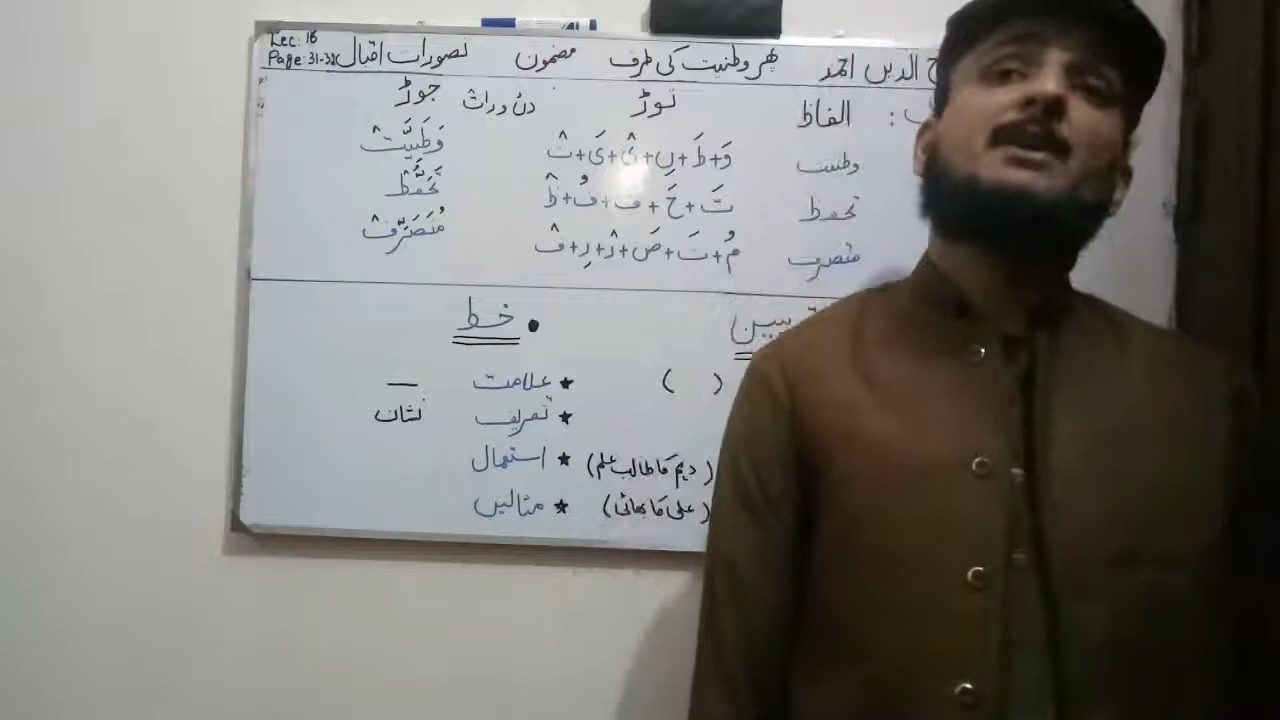 Lec: 16
Page: 31-32
ح الدین احمد پھر وطنیت کی طرف مضمون تصورات اقبال
الفاظ توڑ دن و رات جوڑ
وطنیت وَ+طَ+نِ+یْ+یَ+تْ وَطَنِیَّتْ
تحفظ تَ+حَ+فْ+فُ+ظْ تَحَفُّظْ
متصرف مُ+تَ+صَ+رْ+رِ+فْ مُتَصَرِّفْ
خط
علامت —
( )
تعریف نشان
استعمال
(دہم کا طالب علم)
مثالیں
(علی کا بھائی)